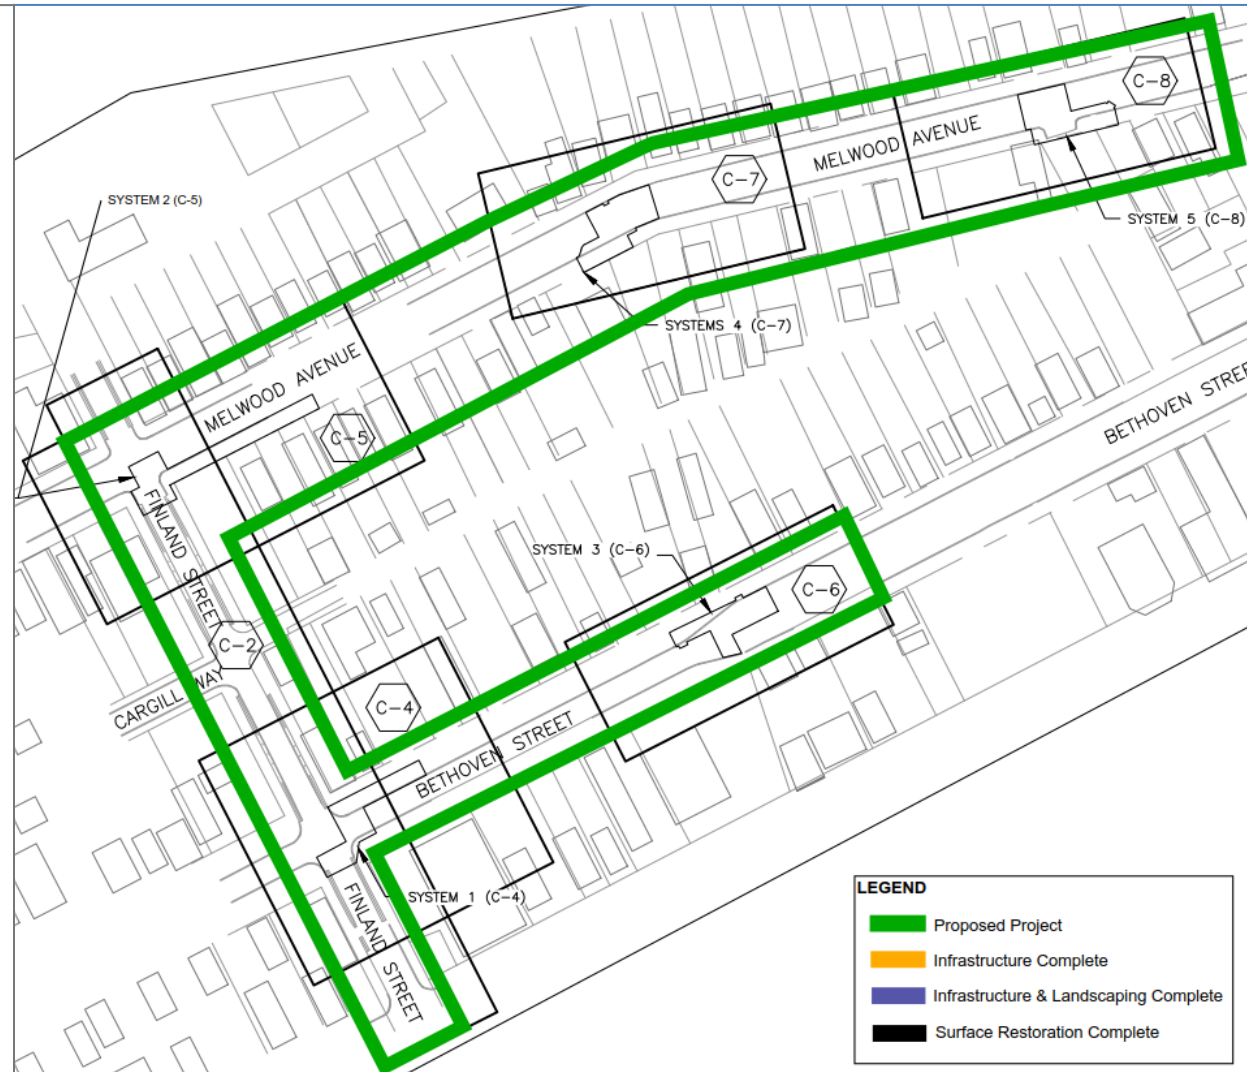 C-8
MELWOOD AVENUE
C-7
SYSTEM 2 (C-5)
SYSTEM 5 (C-8)
SYSTEMS 4 (C-7)
MELWOOD AVENUE
C-5
BETHOVEN STREE
FINLAND STREET
SYSTEM 3 (C-6)
C-6
C-2
CARGILL WAY
C-4
BETHOVEN STREET
SYSTEM 1 (C-4)
FINLAND STREET
LEGEND
Proposed Project
Infrastructure Complete
Infrastructure & Landscaping Complete
Surface Restoration Complete